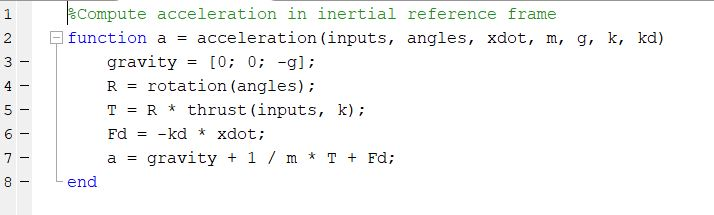 1 %Compute acceleration in inertial reference frame
2 function a = acceleration(inputs, angles, xdot, m, g, k, kd)
3 – gravity = [0; 0; -g];
4 – R = rotation(angles);
5 – T = R * thrust(inputs, k);
6 – Fd = -kd * xdot;
7 – a = gravity + 1 / m * T + Fd;
8 – end